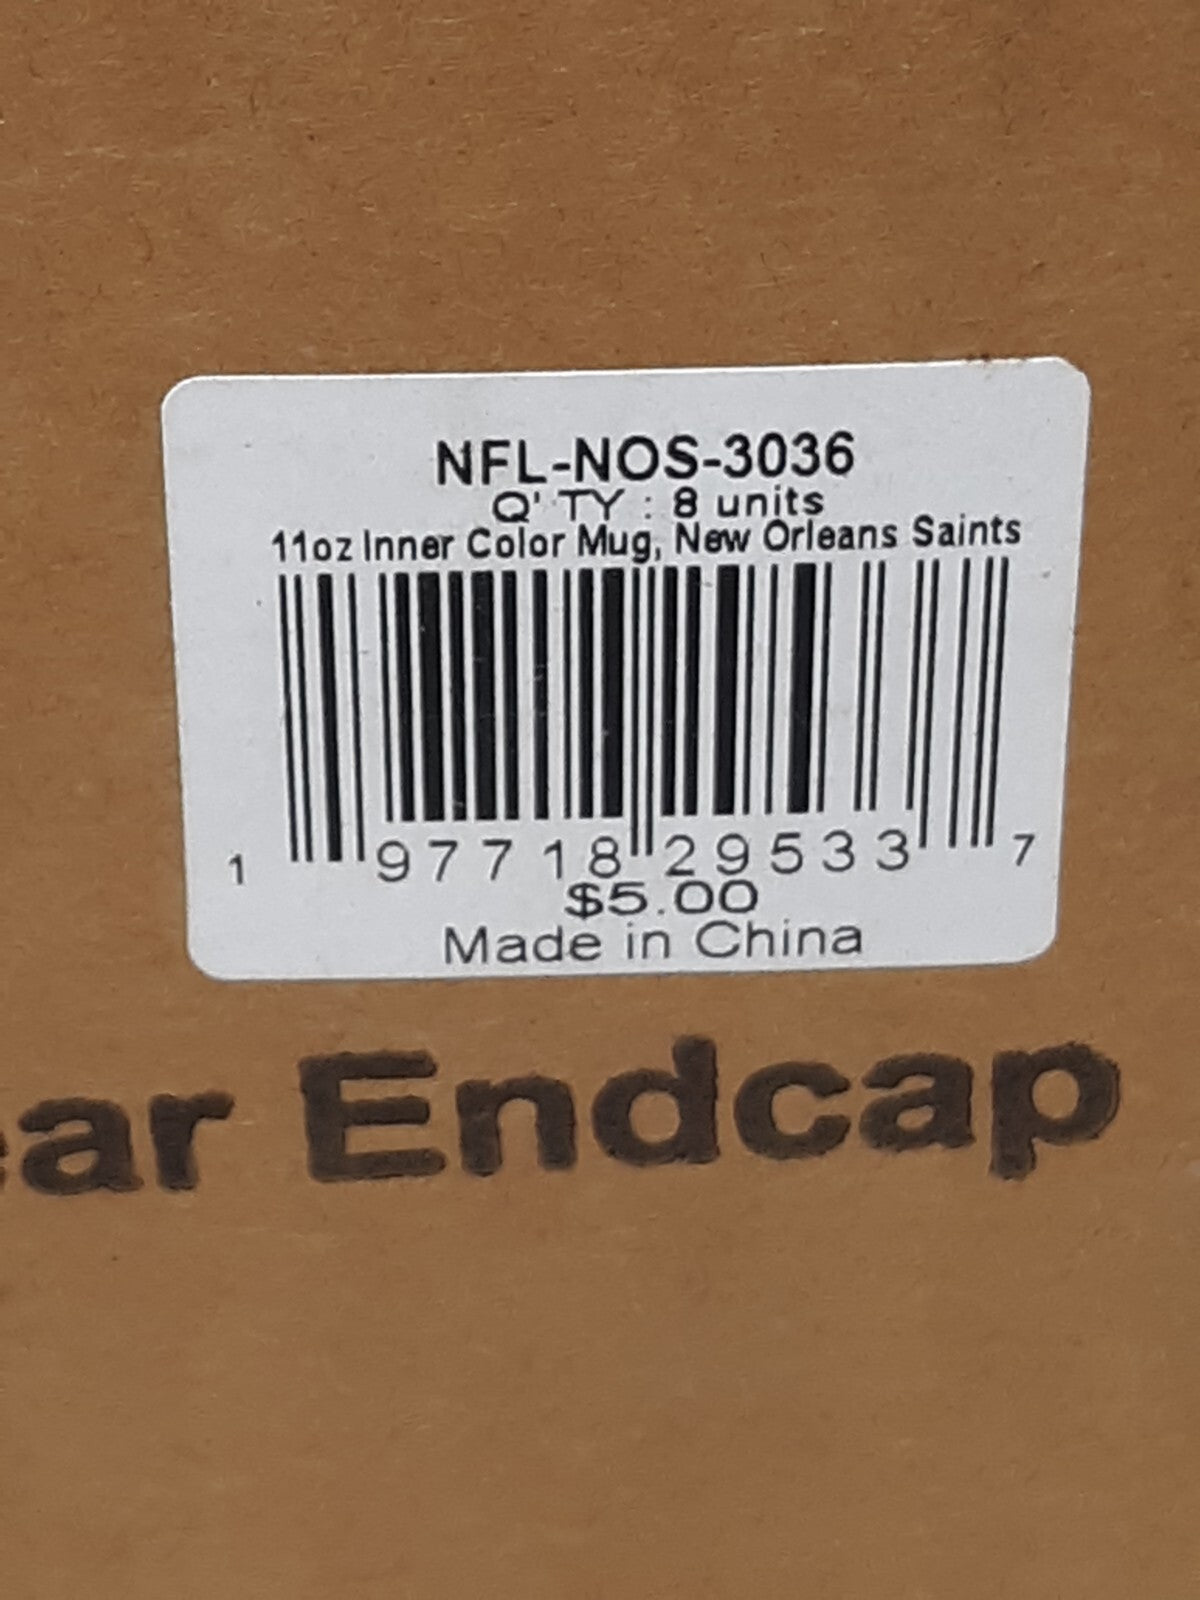 NFL-NOS-3036
Q'TY : 8 units
11oz Inner Color Mug, New Orleans Saints
1 97718 29533 7
$5.00
Made in China
Endcap